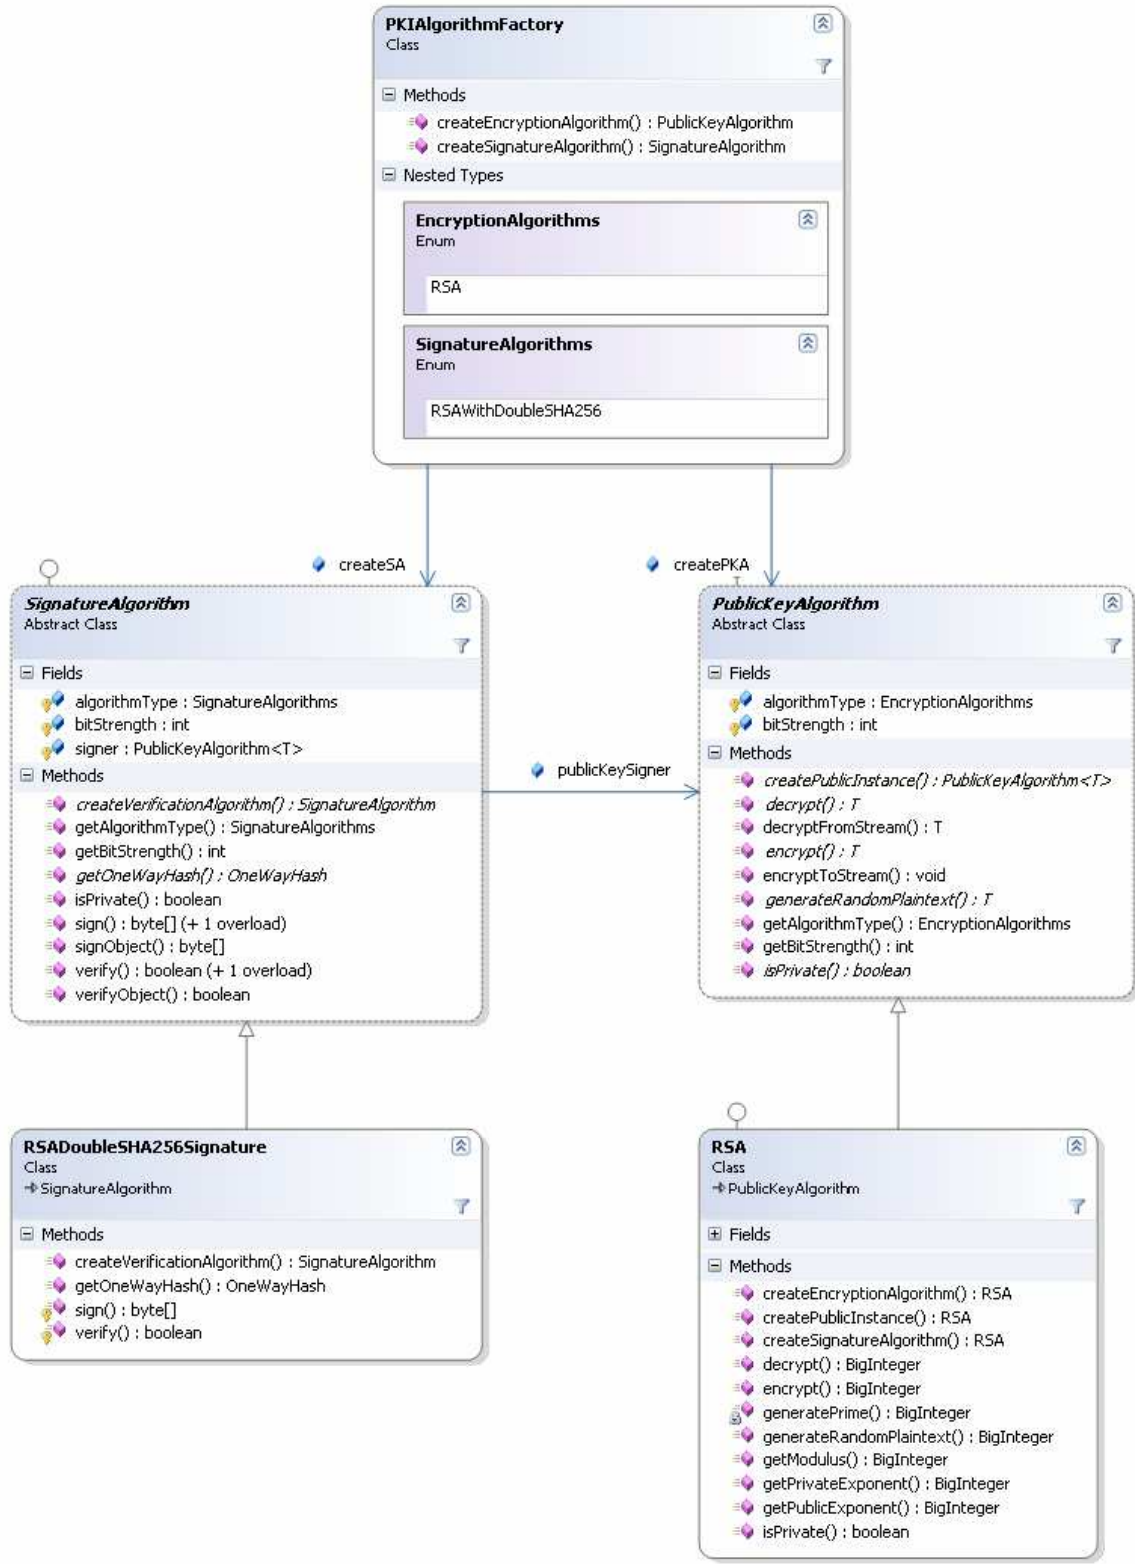 PKIAlgorithmFactory
Class
Methods
createEncryptionAlgorithm() : PublicKeyAlgorithm
createSignatureAlgorithm() : SignatureAlgorithm
Nested Types
EncryptionAlgorithms
Enum
RSA
SignatureAlgorithms
Enum
RSAWithDoubleSHA256
createSA
createPKA
SignatureAlgorithm
Abstract Class
Fields
algorithmType : SignatureAlgorithms
bitStrength : int
signer : PublicKeyAlgorithm<T>
Methods
createVerificationAlgorithm() : SignatureAlgorithm
getAlgorithmType() : SignatureAlgorithms
getBitStrength() : int
getOneWayHash() : OneWayHash
isPrivate() : boolean
sign() : byte[] (+ 1 overload)
signObject() : byte[]
verify() : boolean (+ 1 overload)
verifyObject() : boolean
publicKeySigner
PublicKeyAlgorithm
Abstract Class
Fields
algorithmType : EncryptionAlgorithms
bitStrength : int
Methods
createPublicInstance() : PublicKeyAlgorithm<T>
decrypt() : T
decryptFromStream() : T
encrypt() : T
encryptToStream() : void
generateRandomPlaintext() : T
getAlgorithmType() : EncryptionAlgorithms
getBitStrength() : int
isPrivate() : boolean
RSADoubleSHA256Signature
Class
SignatureAlgorithm
Methods
createVerificationAlgorithm() : SignatureAlgorithm
getOneWayHash() : OneWayHash
sign() : byte[]
verify() : boolean
RSA
Class
PublicKeyAlgorithm
Fields
Methods
createEncryptionAlgorithm() : RSA
createPublicInstance() : RSA
createSignatureAlgorithm() : RSA
decrypt() : BigInteger
encrypt() : BigInteger
generatePrime() : BigInteger
generateRandomPlaintext() : BigInteger
getModulus() : BigInteger
getPrivateExponent() : BigInteger
getPublicExponent() : BigInteger
isPrivate() : boolean